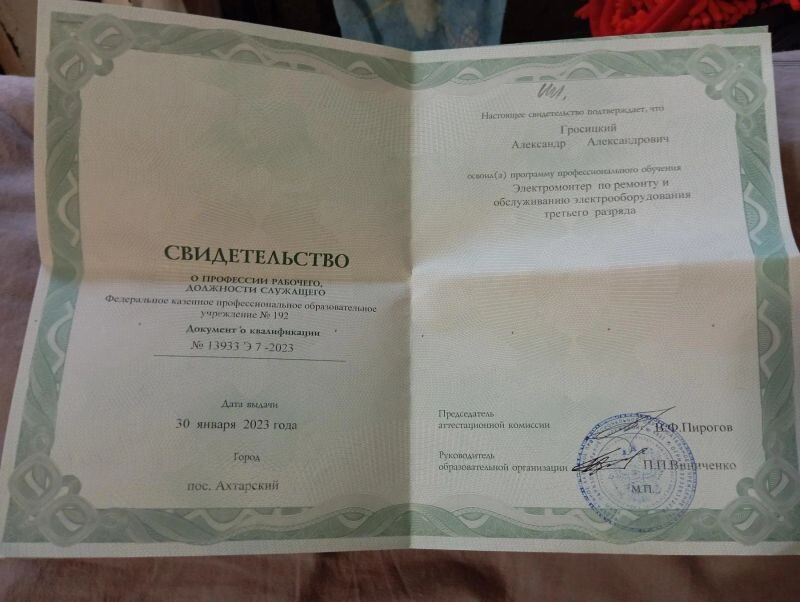 СВИДЕТЕЛЬСТВО
О ПРОФЕССИИ РАБОЧЕГО,
ДОЛЖНОСТИ СЛУЖАЩЕГО
Федеральное казенное профессиональное образовательное
учреждение № 192
Документ о квалификации
№ 13933 Э 7 -2023
Дата выдачи
30 января 2023 года
Город
пос. Ахтарский
Настоящее свидетельство подтверждает, что
Гросицкий
Александр Александрович
освоил(а) программу профессионального обучения
Электромонтер по ремонту и
обслуживанию электрооборудования
третьего разряда
Председатель
аттестационной комиссии
В.Ф.Пирогов
Руководитель
образовательной организации
П.П.Винниченко
М.П.